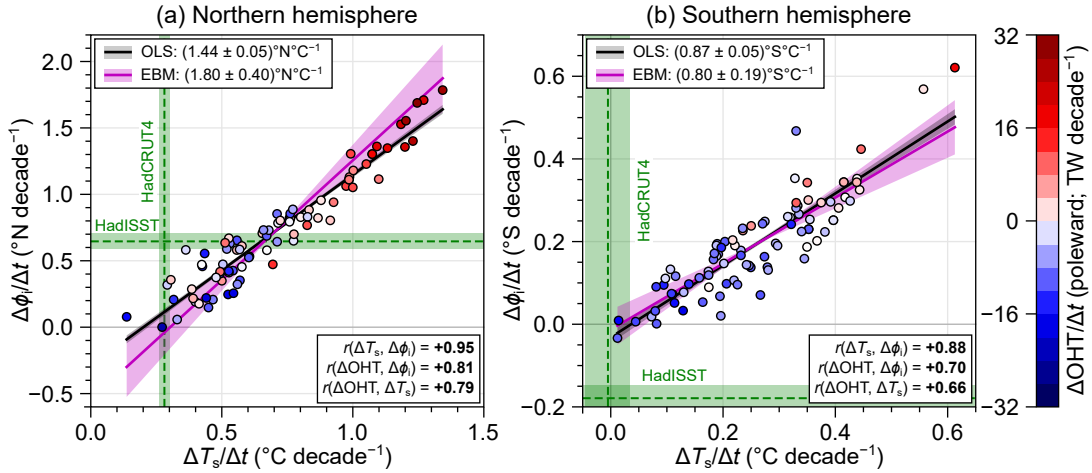 (a) Northern hemisphere
OLS: (1.44 ± 0.05)°N°C⁻¹
EBM: (1.80 ± 0.40)°N°C⁻¹
HadCRUT4
HadISST
r(ΔTₛ, Δϕᵢ) = +0.95
r(ΔOHT, Δϕᵢ) = +0.81
r(ΔOHT, ΔTₛ) = +0.79
2.0
1.5
1.0
0.5
0.0
−0.5
Δϕᵢ/Δt (°N decade⁻¹)
0.0 0.5 1.0 1.5
ΔTₛ/Δt (°C decade⁻¹)
(b) Southern hemisphere
OLS: (0.87 ± 0.05)°S°C⁻¹
EBM: (0.80 ± 0.19)°S°C⁻¹
HadCRUT4
HadISST
r(ΔTₛ, Δϕᵢ) = +0.88
r(ΔOHT, Δϕᵢ) = +0.70
r(ΔOHT, ΔTₛ) = +0.66
0.6
0.4
0.2
0.0
−0.2
Δϕᵢ/Δt (°S decade⁻¹)
0.0 0.2 0.4 0.6
ΔTₛ/Δt (°C decade⁻¹)
32
16
0
−16
−32
ΔOHT/Δt (poleward; TW decade⁻¹)